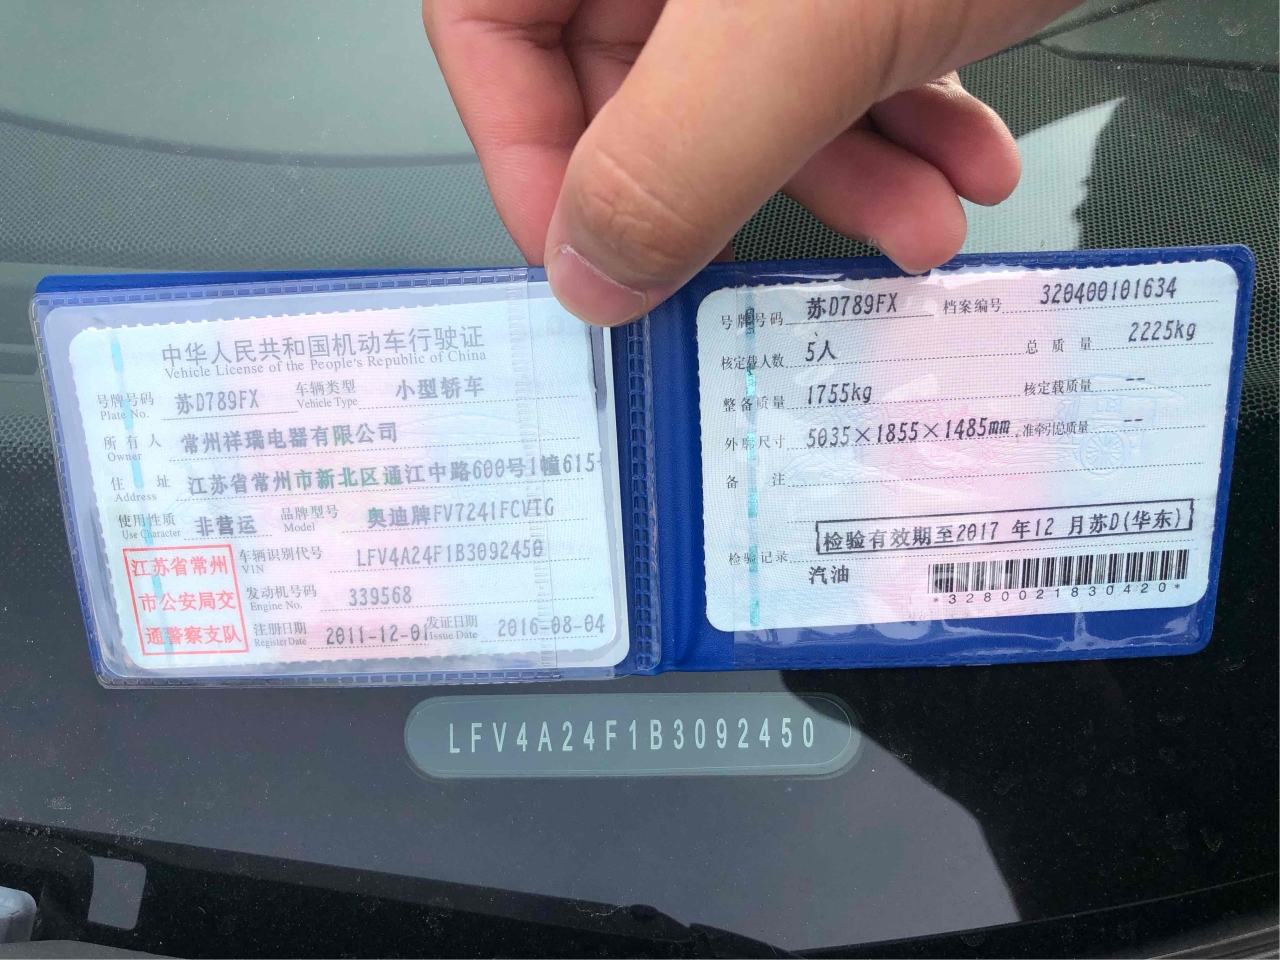 中华人民共和国机动车行驶证
Vehicle License of the People's Republic of China
号牌号码 苏D789FX 车辆类型 小型轿车
Plate No. Vehicle Type
所有人 常州祥瑞电器有限公司
Owner
住址 江苏省常州市新北区通江中路600号1幢615
Address
使用性质 非营运 品牌型号 奥迪牌FV7241FCVTG
Use Character Model
江苏省常州
市公安局交
通警察支队
车辆识别代号 LFV4A24F1B3092450
VIN
发动机号码 339568
Engine No.
注册日期 2011-12-01 发证日期 2016-08-04
Register Date Issue Date
号牌号码 苏D789FX 档案编号 320400101634
核定载人数 5人 总质量 2225kg
整备质量 1755kg 核定载质量 --
外廓尺寸 5035×1855×1485mm 准牵引总质量 --
备注
检验有效期至2017年12月苏D(华东)
检验记录
汽油
*3280021830420*
LFV4A24F1B3092450